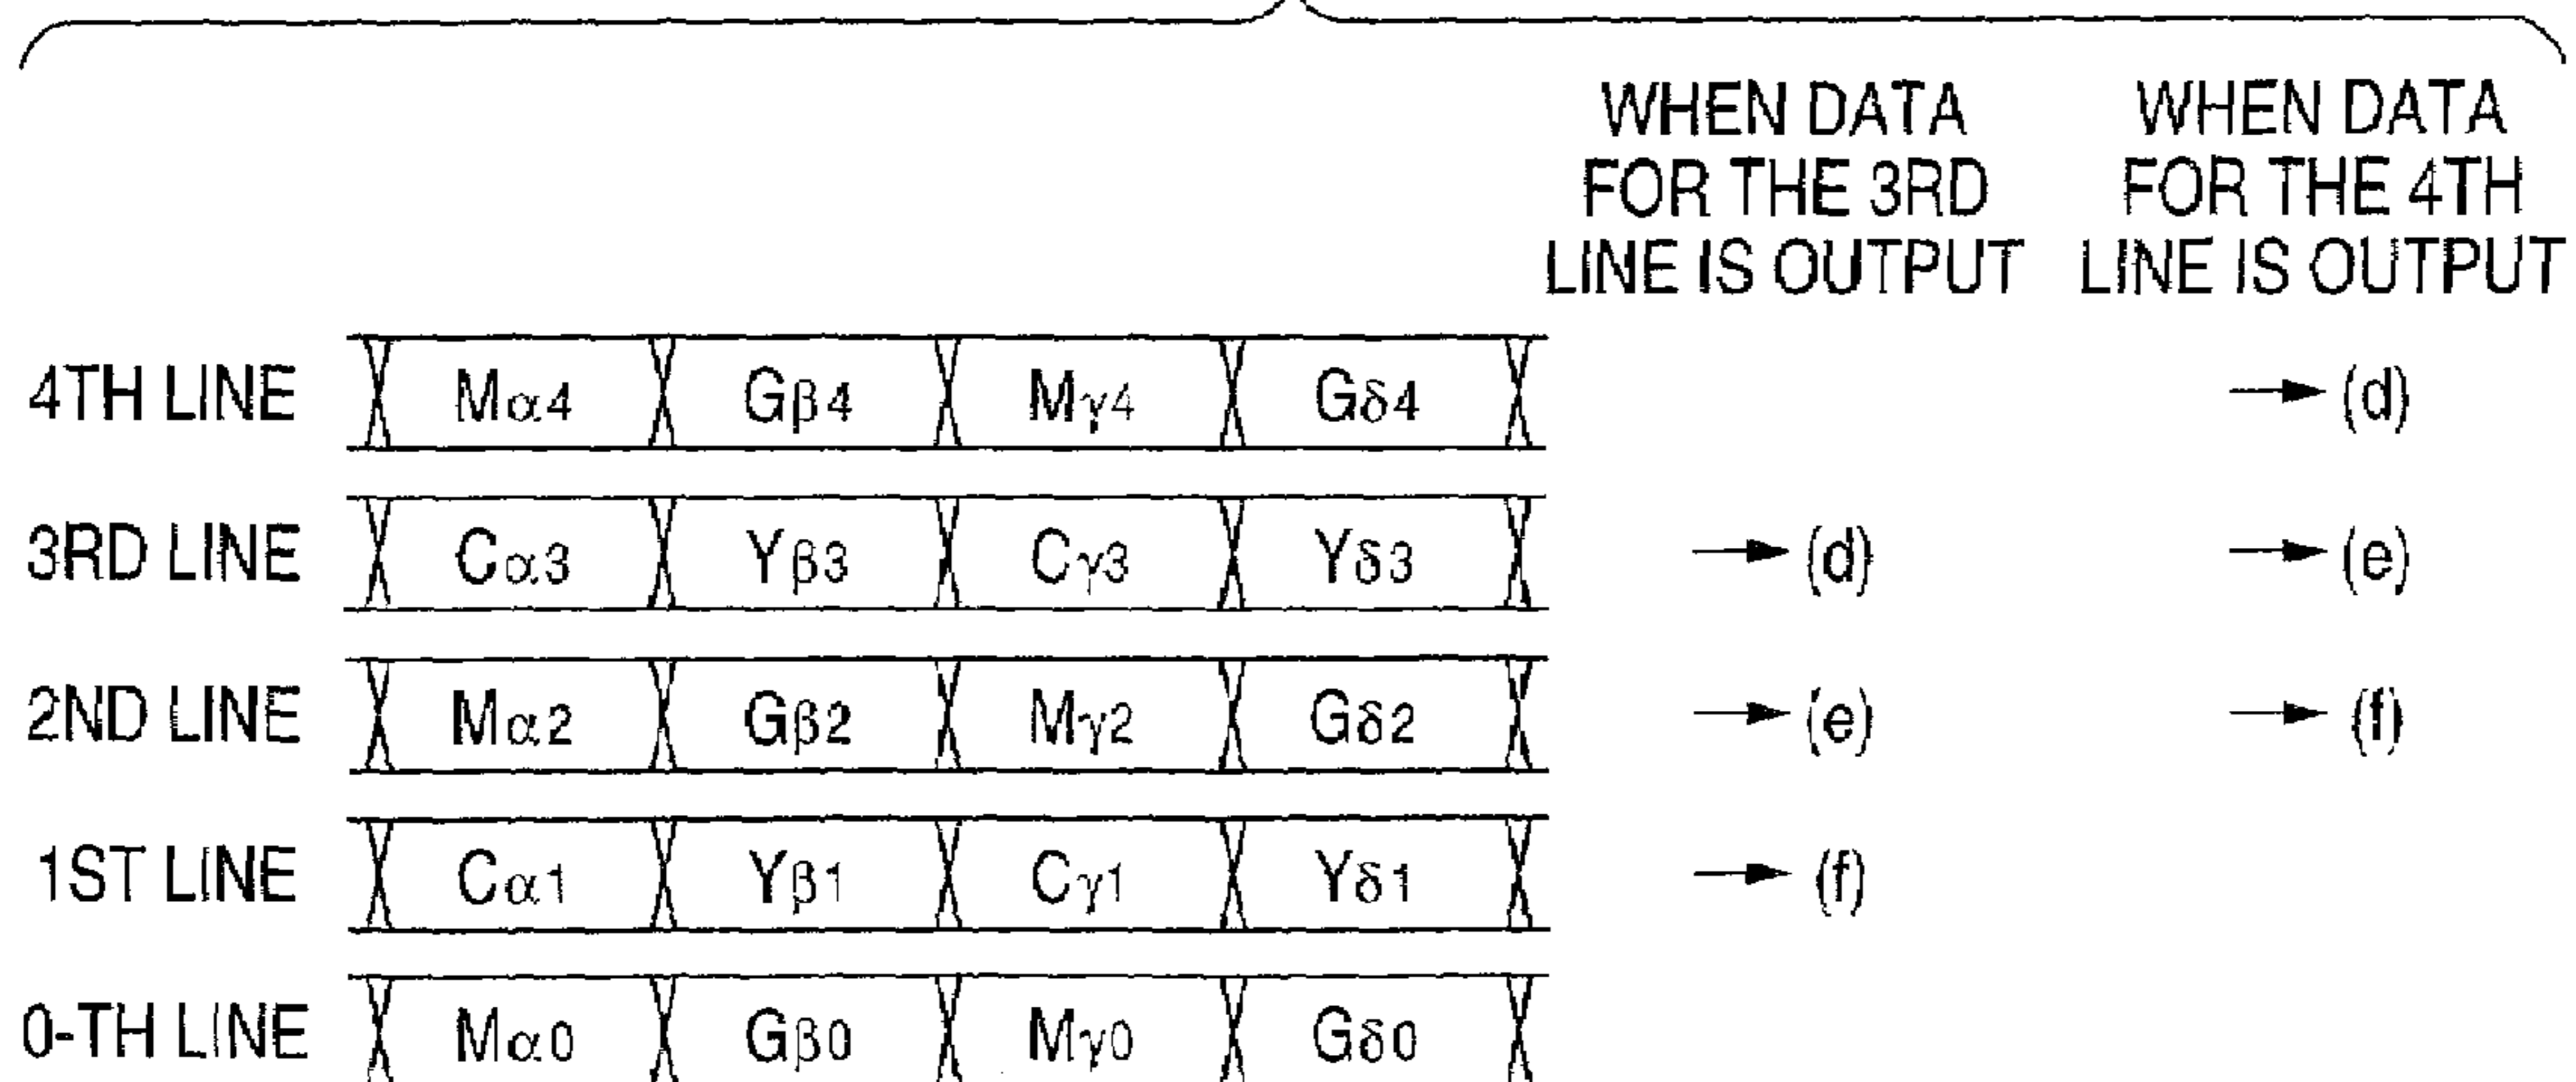 WHEN DATA FOR THE 3RD LINE IS OUTPUT
WHEN DATA FOR THE 4TH LINE IS OUTPUT
4TH LINE Mα4 Gβ4 Mγ4 Gδ4 → (d)
3RD LINE Cα3 Yβ3 Cγ3 Yδ3 → (d) → (e)
2ND LINE Mα2 Gβ2 Mγ2 Gδ2 → (e) → (f)
1ST LINE Cα1 Yβ1 Cγ1 Yδ1 → (f)
0-TH LINE Mα0 Gβ0 Mγ0 Gδ0